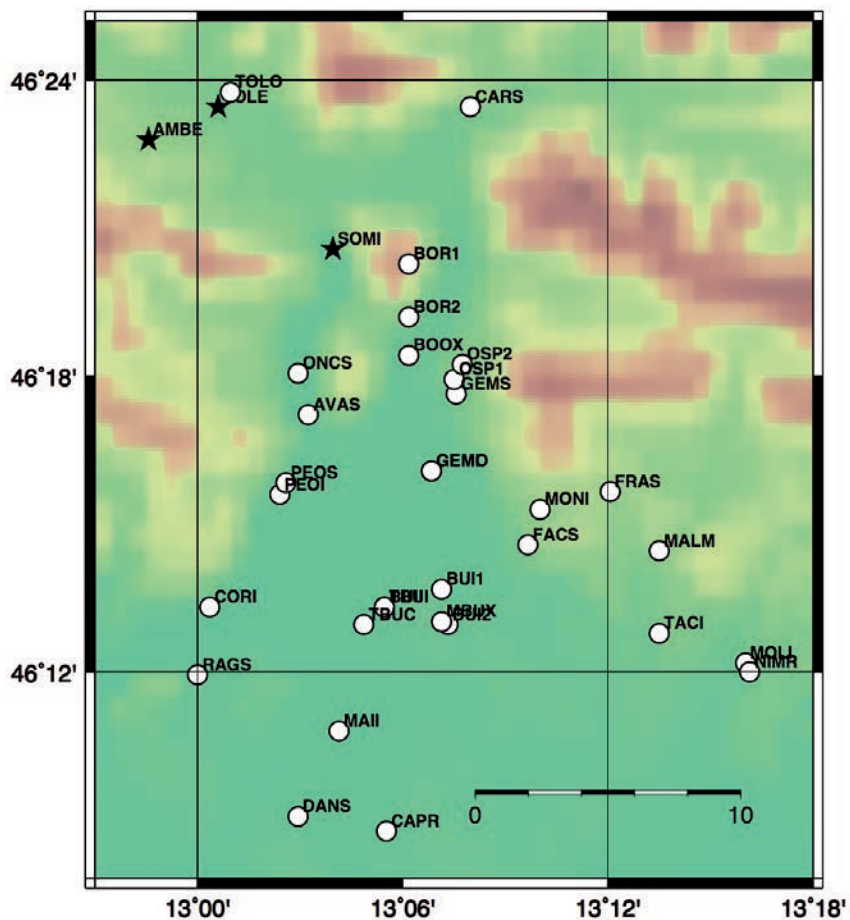 46°24'
TOLO
OLE
CARS
AMBE
SOMI
BOR1
BOR2
BOOX
OSP2
OSP1
GEMS
46°18'
ONCS
AVAS
GEMD
PEOS
PEOI
FRAS
MONI
FACS
MALM
BUI1
CORI
TBUC
BUI2
TACI
NIMR
46°12'
RAGS
MAII
DANS
CAPR
0 10
13°00' 13°06' 13°12' 13°18'